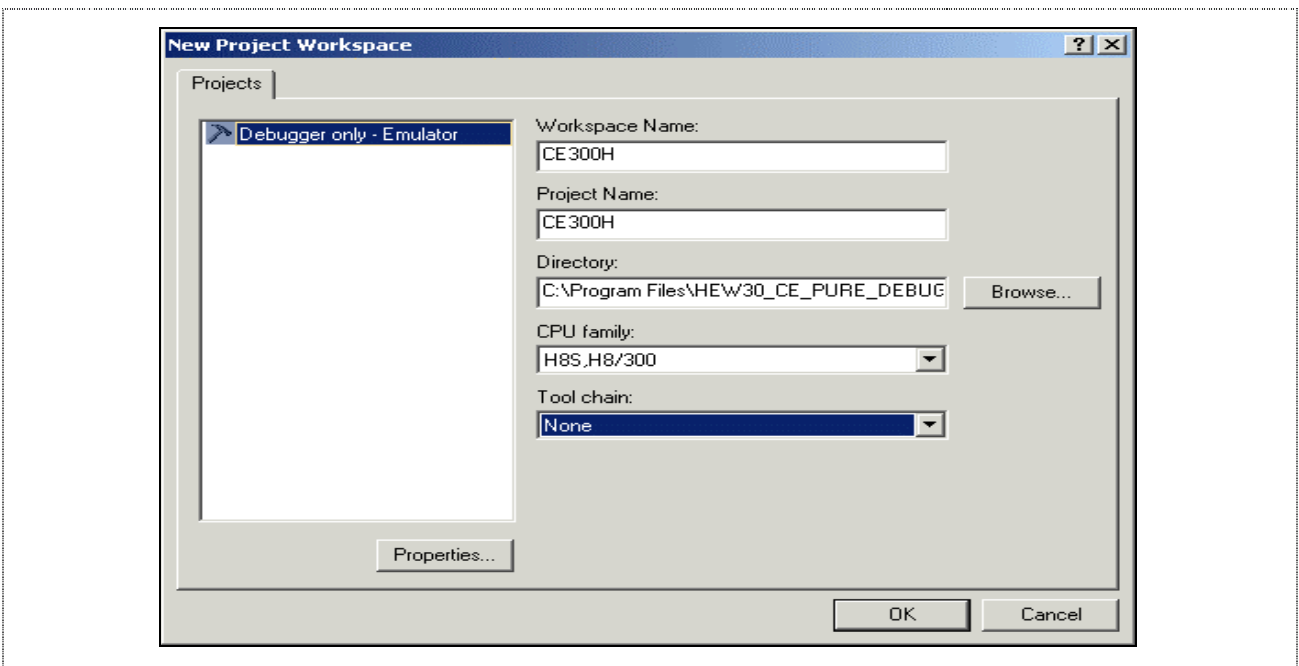 New Project Workspace
Projects
Debugger only - Emulator
Workspace Name:
CE300H
Project Name:
CE300H
Directory:
C:\Program Files\HEW30_CE_PURE_DEBUG
Browse...
CPU family:
H8S,H8/300
Tool chain:
None
Properties...
OK
Cancel